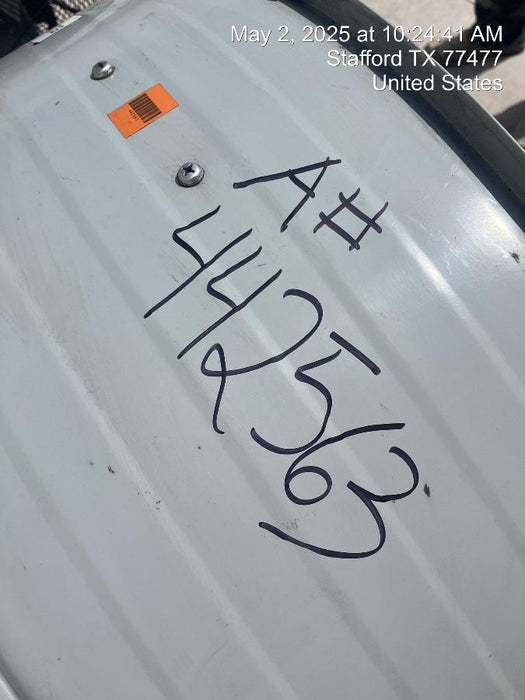 May 2, 2025 at 10:24:41 AM
Stafford TX 77477
United States
A#
442563